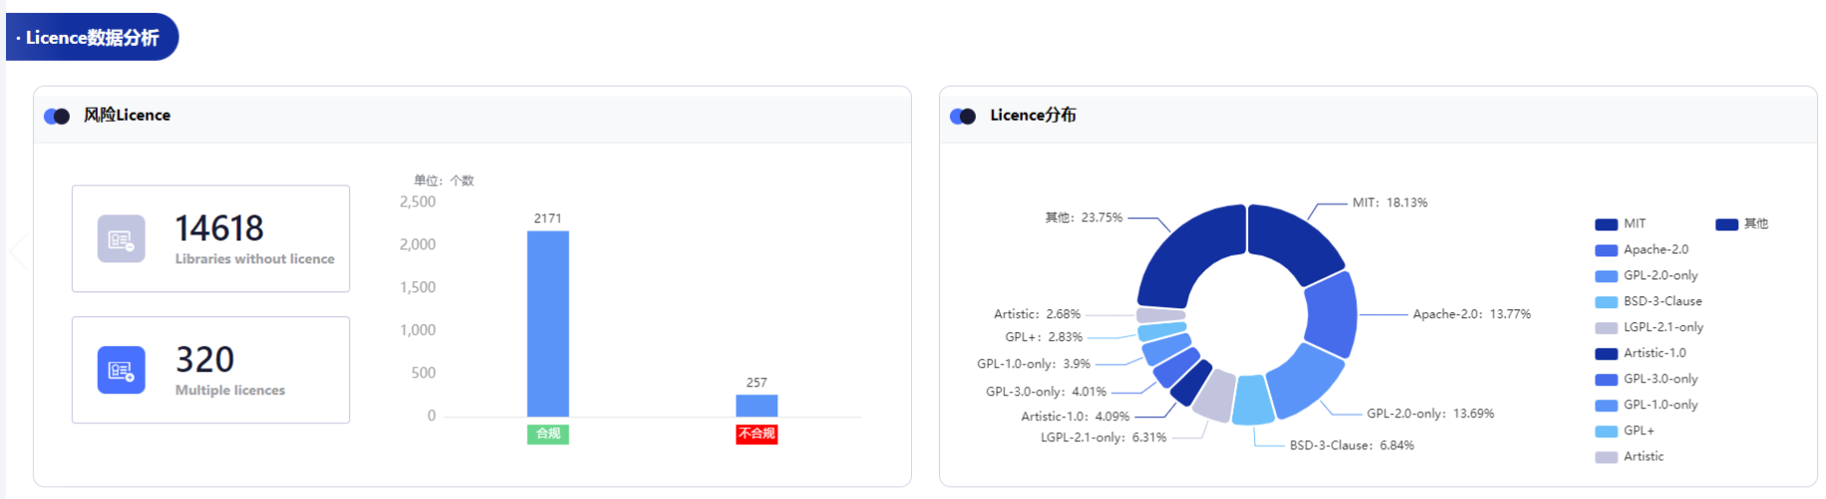 · Licence数据分析
风险Licence
14618
Libraries without licence
320
Multiple licences
单位：个数
2,500
2,000
1,500
1,000
500
0
2171
257
合规
不合规
Licence分布
MIT：18.13%
Apache-2.0：13.77%
GPL-2.0-only：13.69%
BSD-3-Clause：6.84%
LGPL-2.1-only：6.31%
Artistic-1.0：4.09%
GPL-3.0-only：4.01%
GPL-1.0-only：3.9%
GPL+：2.83%
Artistic：2.68%
其他：23.75%
MIT
Apache-2.0
GPL-2.0-only
BSD-3-Clause
LGPL-2.1-only
Artistic-1.0
GPL-3.0-only
GPL-1.0-only
GPL+
Artistic
其他